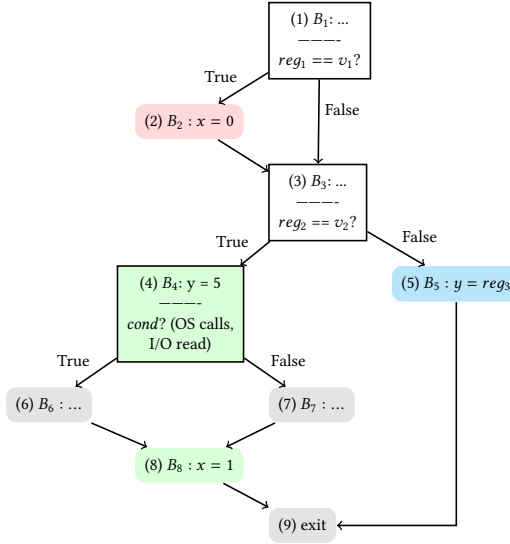 (1) B₁: ...
————-
reg₁ == v₁?
True
False
(2) B₂ : x = 0
(3) B₃: ...
————-
reg₂ == v₂?
True
False
(4) B₄: y = 5
————-
cond? (OS calls,
I/O read)
(5) B₅ : y = reg₃
True
False
(6) B₆ : ...
(7) B₇ : ...
(8) B₈ : x = 1
(9) exit